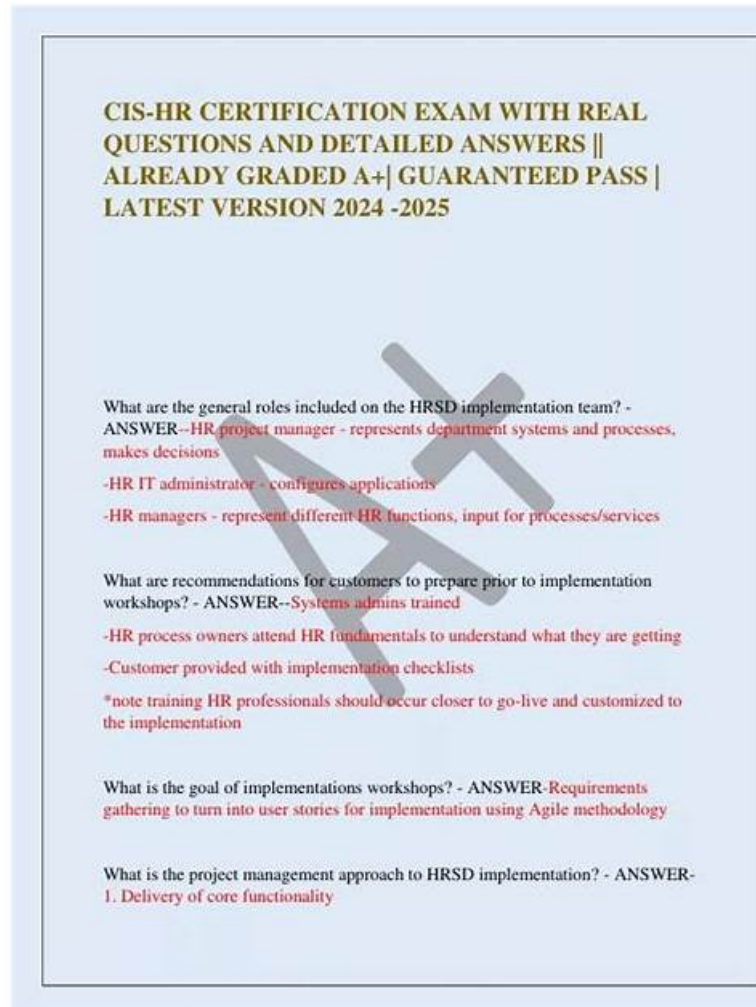 CIS-HR CERTIFICATION EXAM WITH REAL
QUESTIONS AND DETAILED ANSWERS ||
ALREADY GRADED A+| GUARANTEED PASS |
LATEST VERSION 2024 -2025
A+
What are the general roles included on the HRSD implementation team? -
ANSWER--HR project manager - represents department systems and processes,
makes decisions
-HR IT administrator - configures applications
-HR managers - represent different HR functions, input for processes/services
What are recommendations for customers to prepare prior to implementation
workshops? - ANSWER--Systems admins trained
-HR process owners attend HR fundamentals to understand what they are getting
-Customer provided with implementation checklists
*note training HR professionals should occur closer to go-live and customized to
the implementation
What is the goal of implementations workshops? - ANSWER-Requirements
gathering to turn into user stories for implementation using Agile methodology
What is the project management approach to HRSD implementation? - ANSWER-
1. Delivery of core functionality